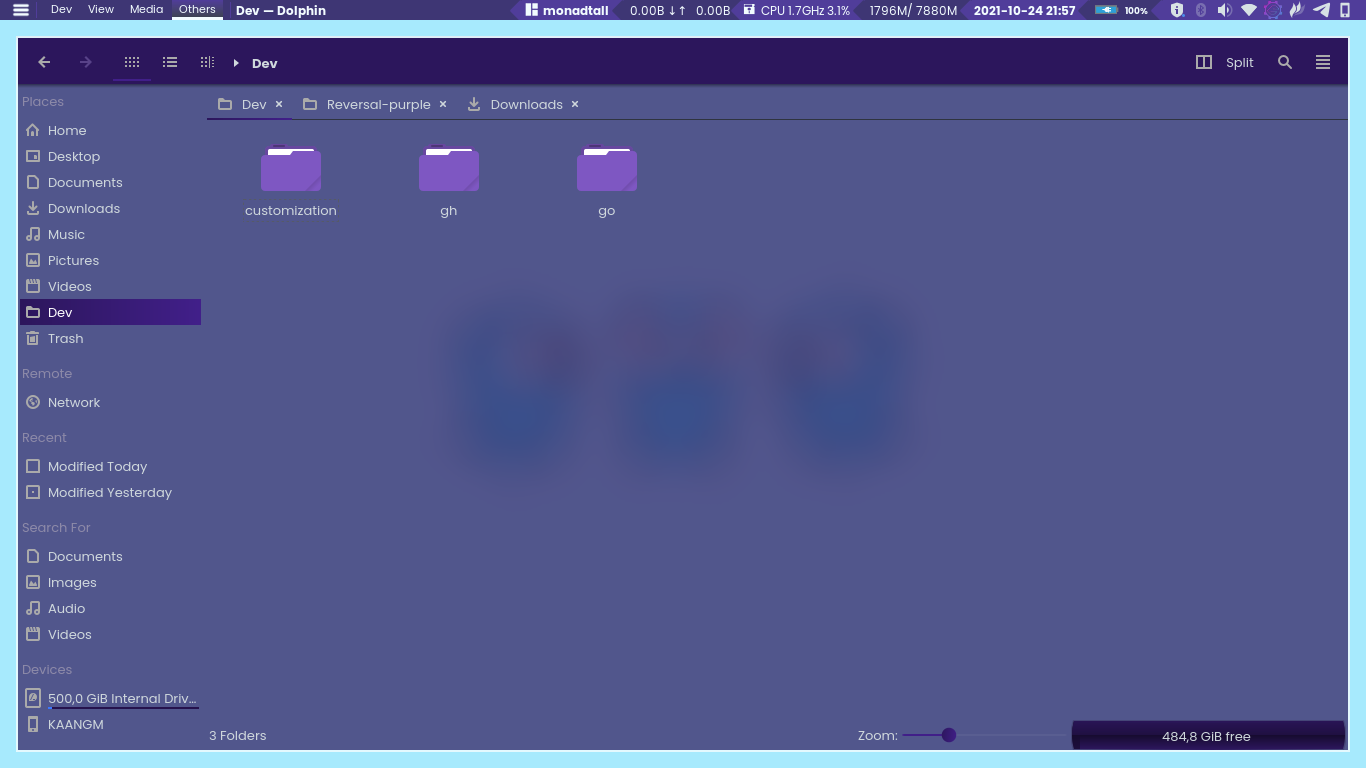 Dev View Media Others Dev — Dolphin monadtall 0.00B ↓↑ 0.00B CPU 1.7GHz 3.1% 1796M/ 7880M 2021-10-24 21:57 100%
Dev Split
Places
Home
Desktop
Documents
Downloads
Music
Pictures
Videos
Dev
Trash
Remote
Network
Recent
Modified Today
Modified Yesterday
Search For
Documents
Images
Audio
Videos
Devices
500,0 GiB Internal Driv...
KAANGM
Dev × Reversal-purple × Downloads ×
customization gh go
3 Folders Zoom: 484,8 GiB free